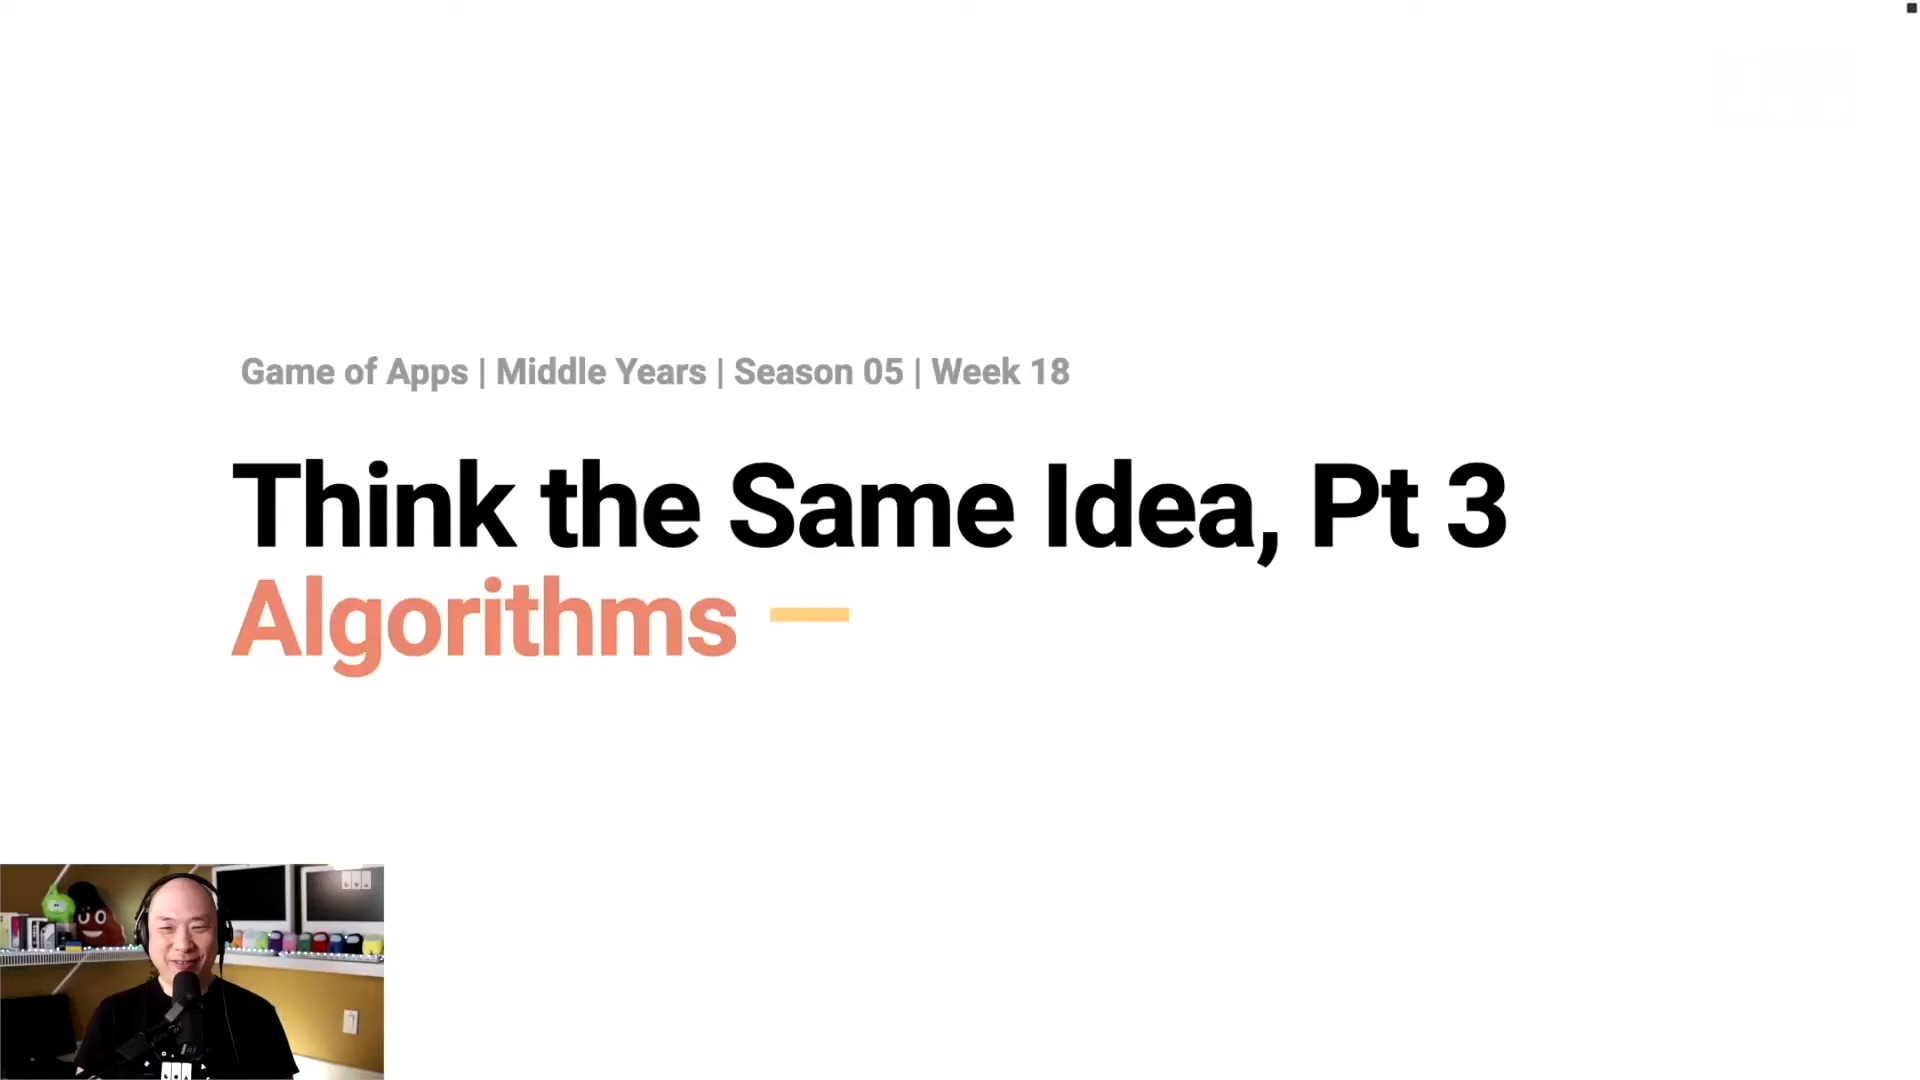 Game of Apps | Middle Years | Season 05 | Week 18
Think the Same Idea, Pt 3
Algorithms